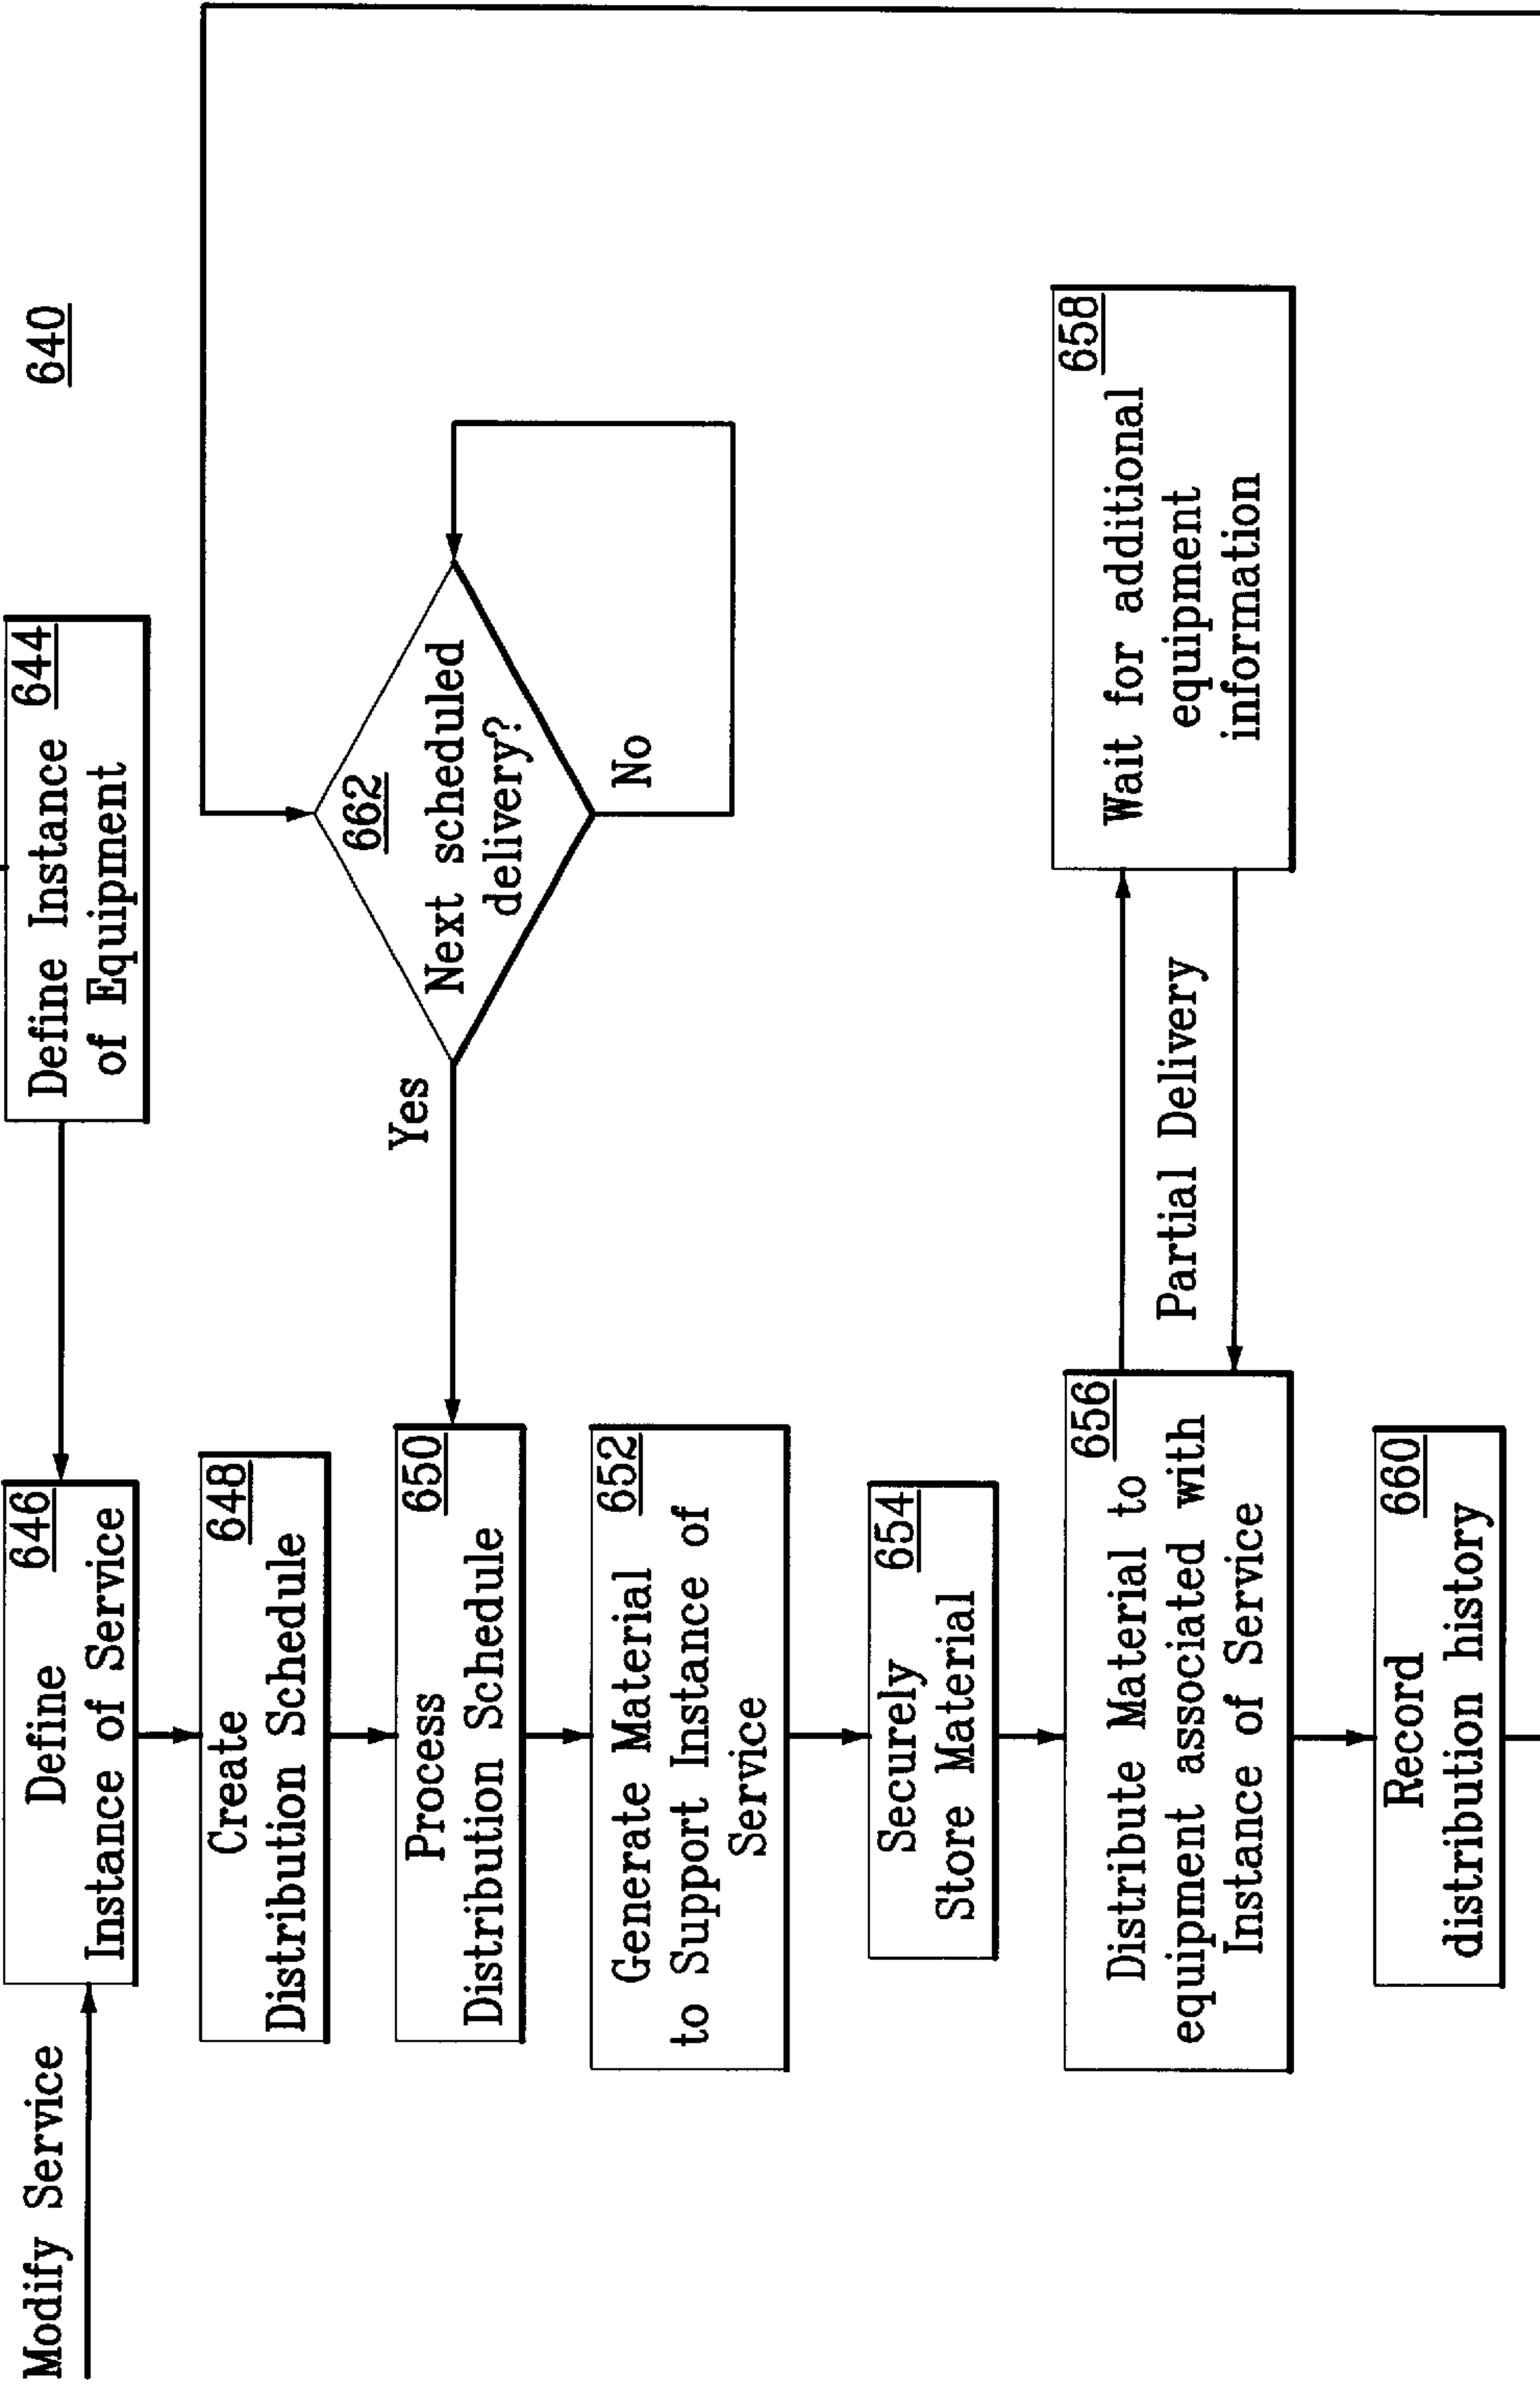 640
Define Instance 644
of Equipment
Modify Service
646
Define
Instance of Service
Create 648
Distribution Schedule
Process 650
Distribution Schedule
662
Next scheduled
delivery?
Yes
No
Generate Material 652
to Support Instance of
Service
Securely 654
Store Material
Distribute Material to 656
equipment associated with
Instance of Service
Partial Delivery
658
Wait for additional
equipment
information
Record 660
distribution history